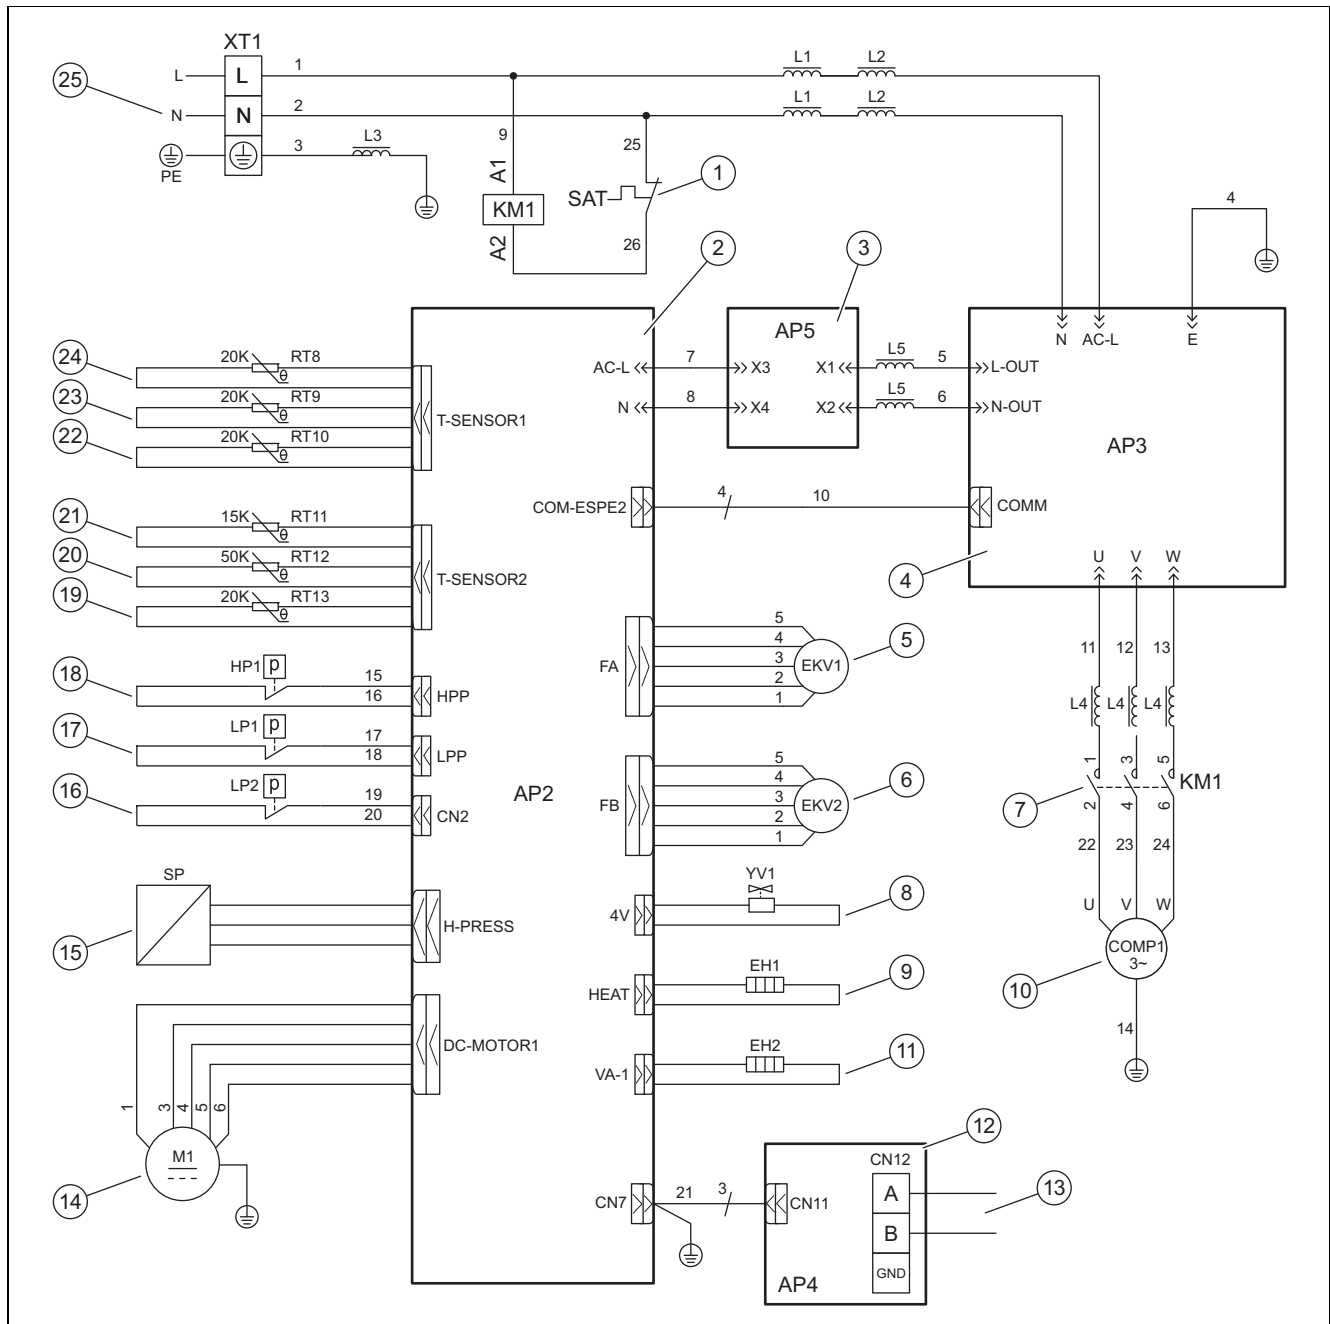 XT1
L L 1 L1 L2
25
N N 2 L1 L2
PE 3 L3
9 25
A1 SAT 1
KM1
A2 26
4
2 3
N AC-L E
AP5
24 20K RT8
23 20K RT9
22 20K RT10
T-SENSOR1
AC-L 7 X3 X1 L5 5 L-OUT
N 8 X4 X2 L5 6 N-OUT
AP3
21 15K RT11
20 50K RT12
19 20K RT13
T-SENSOR2
COM-ESPE2 4 10 COMM
4
U V W
FA 5 4 3 2 1 EKV1 5
11 12 13
L4 L4 L4
18 HP1 p 15 16 HPP
17 LP1 p 17 18 LPP
16 LP2 p 19 20 CN2
AP2
FB 5 4 3 2 1 EKV2 6
7 1 3 5 KM1
2 4 6
22 23 24
U V W
COMP1
3~
10
14
SP
15 H-PRESS
4V YV1 8
HEAT EH1 9
VA-1 EH2 11
DC-MOTOR1
1 3 4 5 6
M1
14
CN7 21 3 CN11
12
CN12
A
B
GND
13
AP4
θ
θ
θ
θ
θ
θ